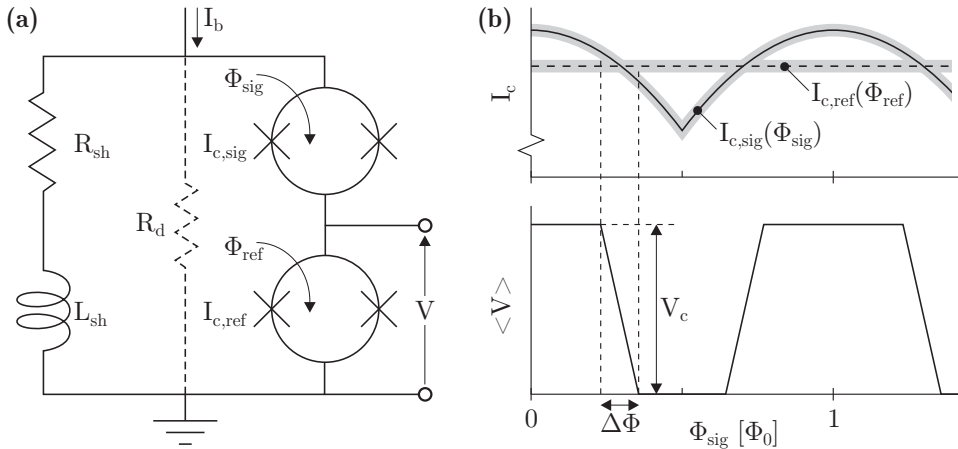 (a)
I_b
Φ_sig
R_sh
I_c,sig
R_d
Φ_ref
L_sh
I_c,ref
V
(b)
I_c
I_c,ref(Φ_ref)
I_c,sig(Φ_sig)
<V>
V_c
0
ΔΦ
Φ_sig [Φ_0]
1